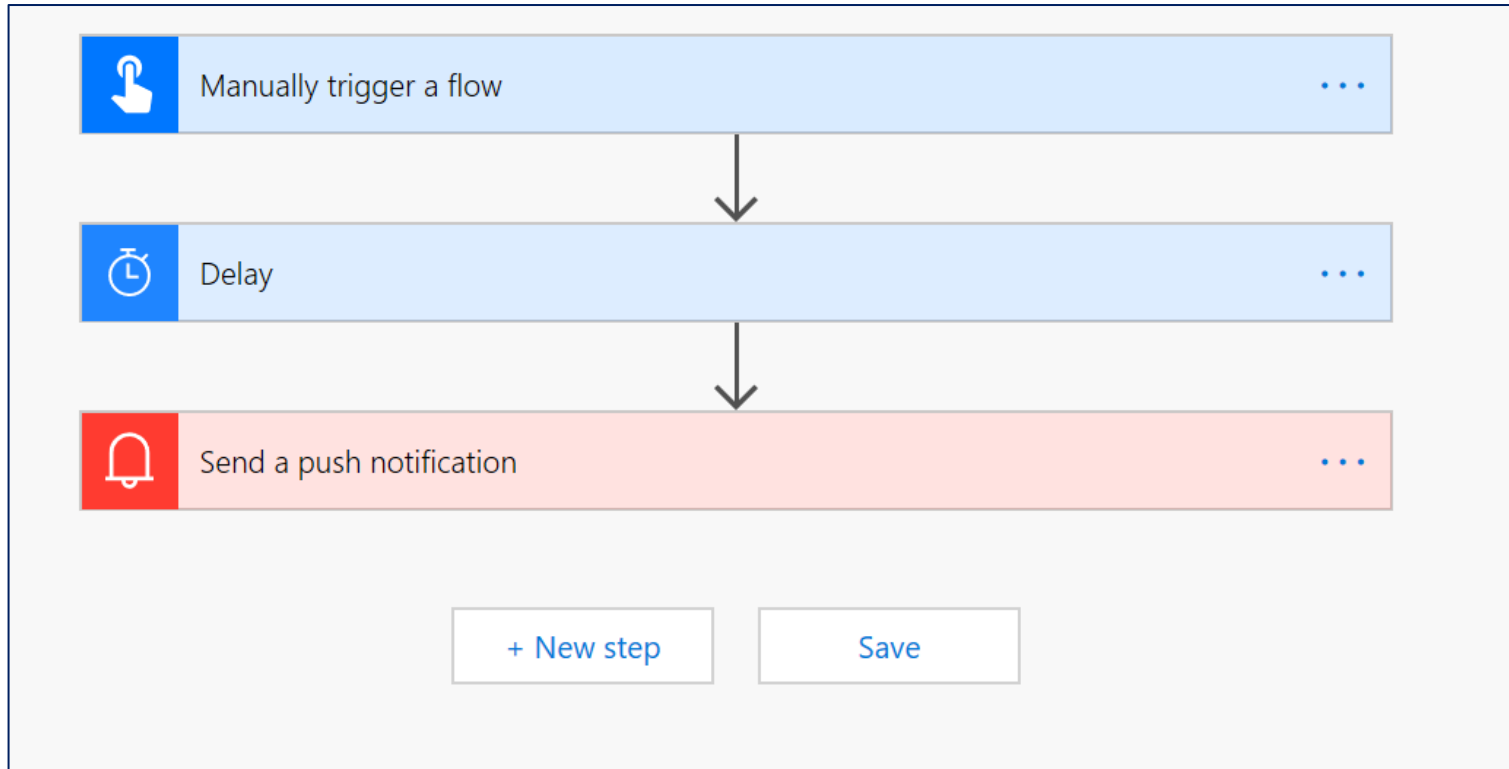 Manually trigger a flow
Delay
Send a push notification
+ New step
Save